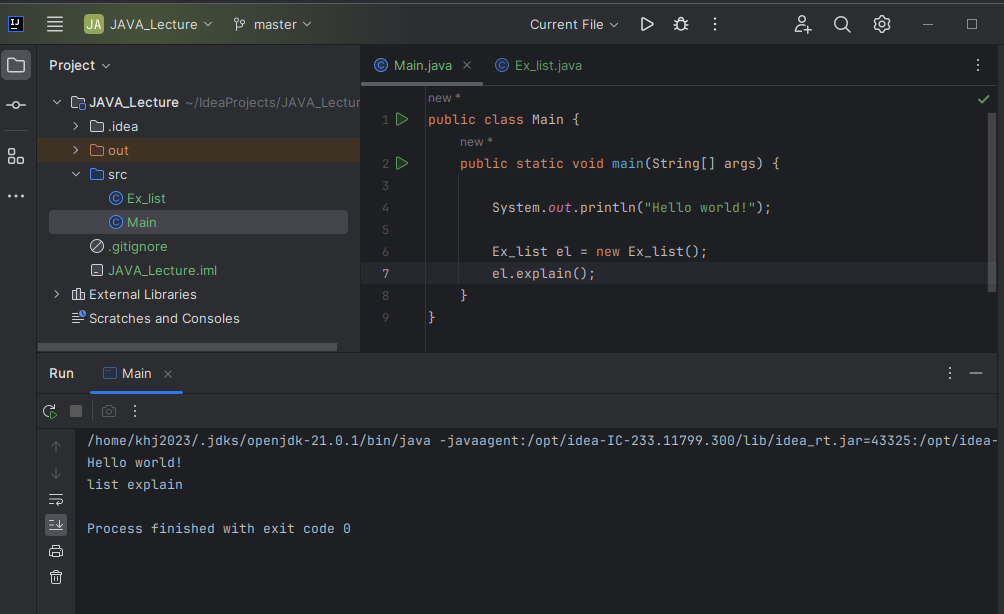 IJ
JA JAVA_Lecture master Current File
Project
JAVA_Lecture ~/IdeaProjects/JAVA_Lectur
.idea
out
src
Ex_list
Main
.gitignore
JAVA_Lecture.iml
External Libraries
Scratches and Consoles
Main.java Ex_list.java
new *
1 public class Main {
new *
2 public static void main(String[] args) {
3
4 System.out.println("Hello world!");
5
6 Ex_list el = new Ex_list();
7 el.explain();
8 }
9 }
Run Main
/home/khj2023/.jdks/openjdk-21.0.1/bin/java -javaagent:/opt/idea-IC-233.11799.300/lib/idea_rt.jar=43325:/opt/idea-
Hello world!
list explain
Process finished with exit code 0